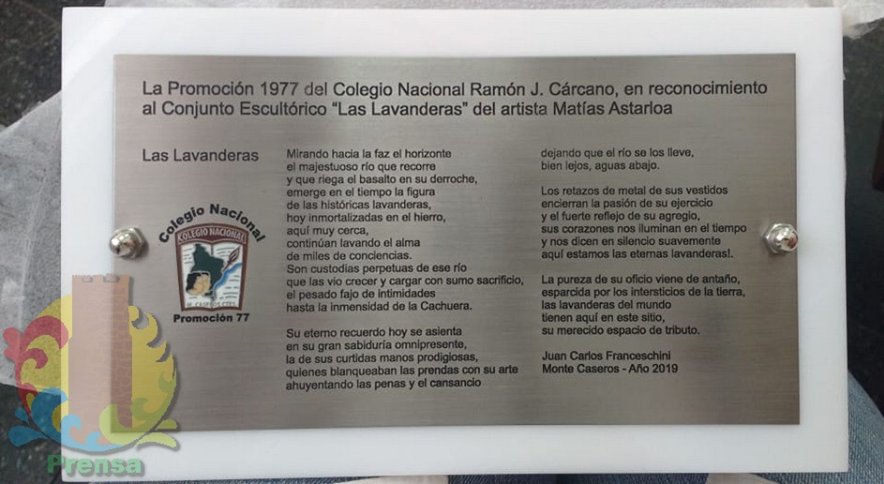 La Promoción 1977 del Colegio Nacional Ramón J. Cárcano, en reconocimiento
al Conjunto Escultórico “Las Lavanderas” del artista Matías Astarloa
Las Lavanderas
Colegio Nacional
COLEGIO NACIONAL
Promoción 77
Mirando hacia la faz el horizonte
el majestuoso río que recorre
y que riega el basalto en su derroche,
emerge en el tiempo la figura
de las históricas lavanderas,
hoy inmortalizadas en el hierro,
aquí muy cerca,
continúan lavando el alma
de miles de conciencias.
Son custodias perpetuas de ese río
que las vio crecer y cargar con sumo sacrificio,
el pesado fajo de intimidades
hasta la inmensidad de la Cachuera.
Su eterno recuerdo hoy se asienta
en su gran sabiduría omnipresente,
la de sus curtidas manos prodigiosas,
quienes blanqueaban las prendas con su arte
ahuyentando las penas y el cansancio
dejando que el río se los lleve,
bien lejos, aguas abajo.
Los retazos de metal de sus vestidos
encierran la pasión de su ejercicio
y el fuerte reflejo de su agregio,
sus corazones nos iluminan en el tiempo
y nos dicen en silencio suavemente
aquí estamos las eternas lavanderas!.
La pureza de su oficio viene de antaño,
esparcida por los intersticios de la tierra,
las lavanderas del mundo
tienen aquí en este sitio,
su merecido espacio de tributo.
Juan Carlos Franceschini
Monte Caseros - Año 2019
Prensa